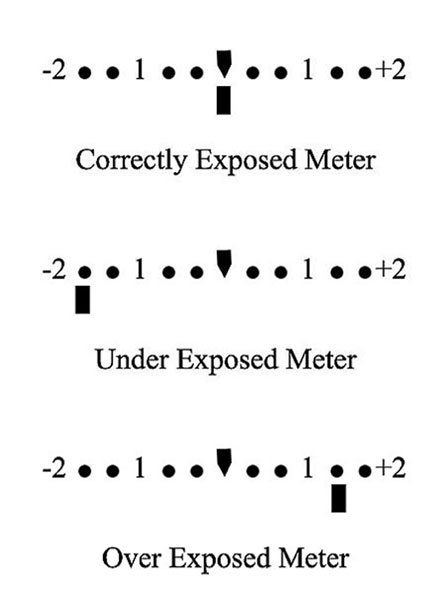 -2 • • 1 • • • • 1 • • +2
Correctly Exposed Meter
-2 • • 1 • • • • 1 • • +2
Under Exposed Meter
-2 • • 1 • • • • 1 • • +2
Over Exposed Meter